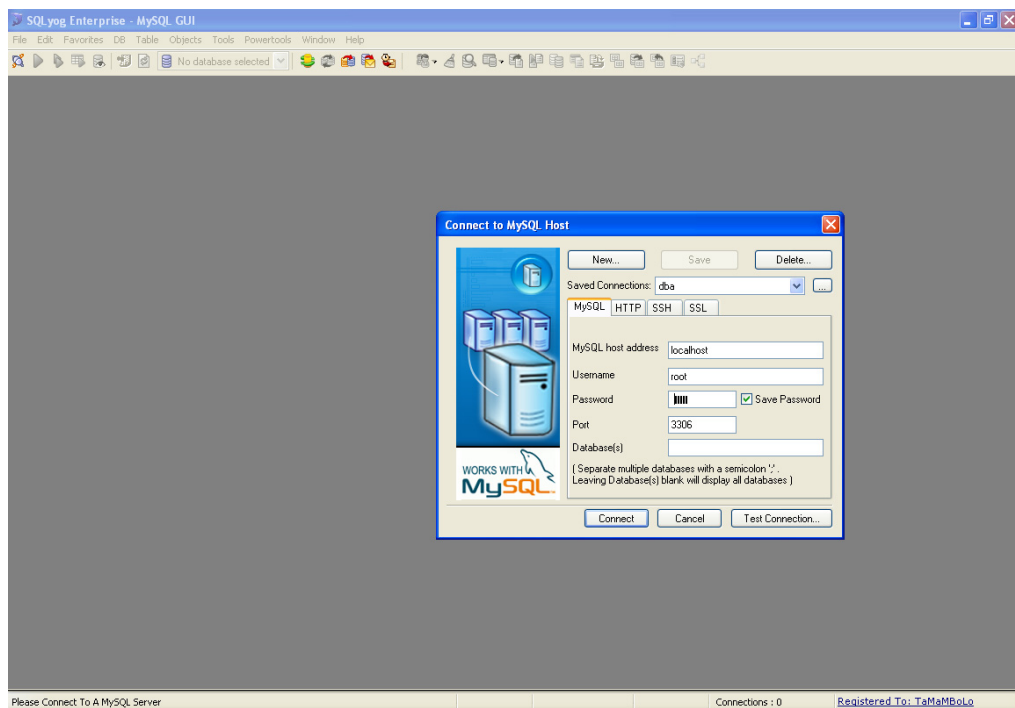 SQLyog Enterprise - MySQL GUI
File Edit Favorites DB Table Objects Tools Powertools Window Help
No database selected
Connect to MySQL Host
New... Save Delete...
Saved Connections: dba ...
MySQL HTTP SSH SSL
MySQL host address localhost
Username root
Password Save Password
Port 3306
Database(s)
( Separate multiple databases with a semicolon ';' .
Leaving Database(s) blank will display all databases )
WORKS WITH
MySQL
Connect Cancel Test Connection...
Please Connect To A MySQL Server Connections : 0 Registered To: TaMaMBoLo